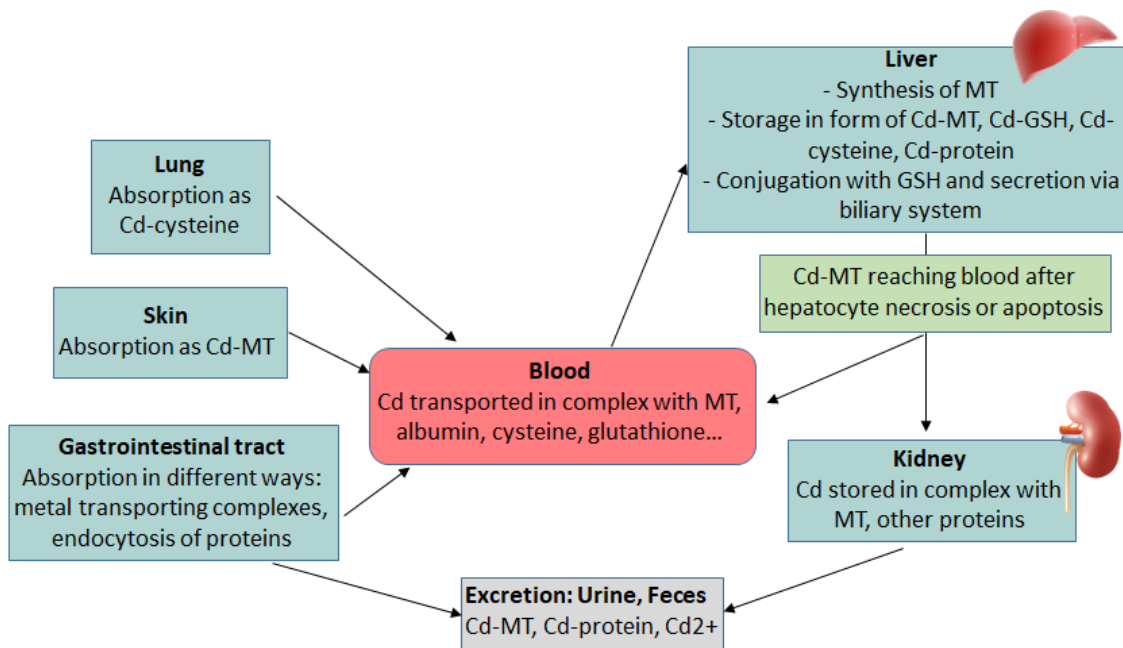 Liver
- Synthesis of MT
- Storage in form of Cd-MT, Cd-GSH, Cd-
cysteine, Cd-protein
- Conjugation with GSH and secretion via
biliary system
Lung
Absorption as
Cd-cysteine
Cd-MT reaching blood after
hepatocyte necrosis or apoptosis
Skin
Absorption as Cd-MT
Blood
Cd transported in complex with MT,
albumin, cysteine, glutathione...
Gastrointestinal tract
Absorption in different ways:
metal transporting complexes,
endocytosis of proteins
Kidney
Cd stored in complex with
MT, other proteins
Excretion: Urine, Feces
Cd-MT, Cd-protein, Cd2+